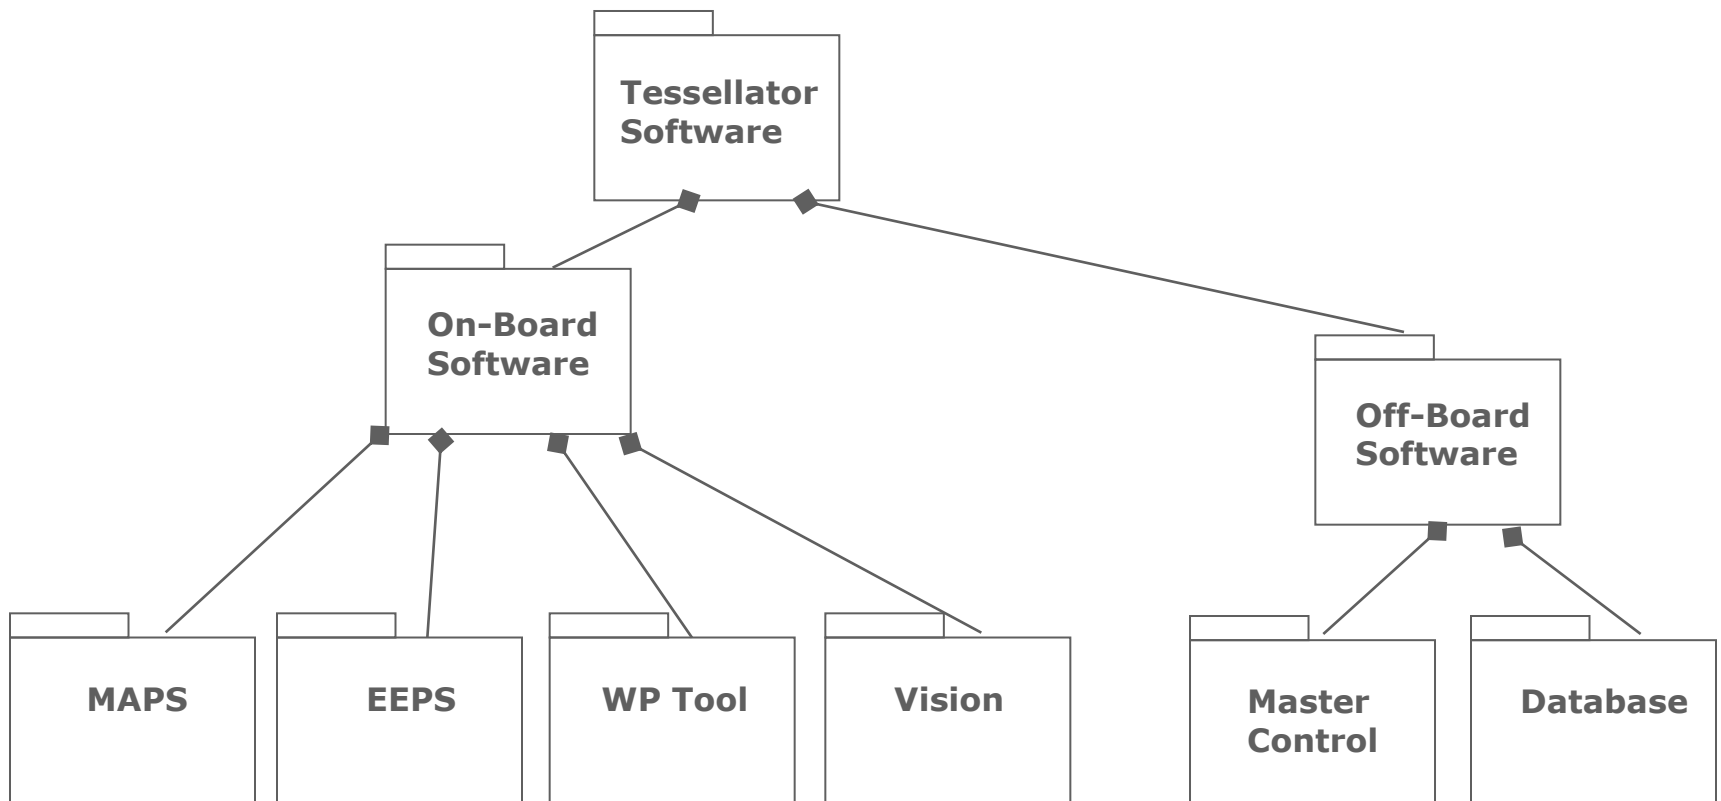 Tessellator
Software
On-Board
Software
Off-Board
Software
MAPS
EEPS
WP Tool
Vision
Master
Control
Database